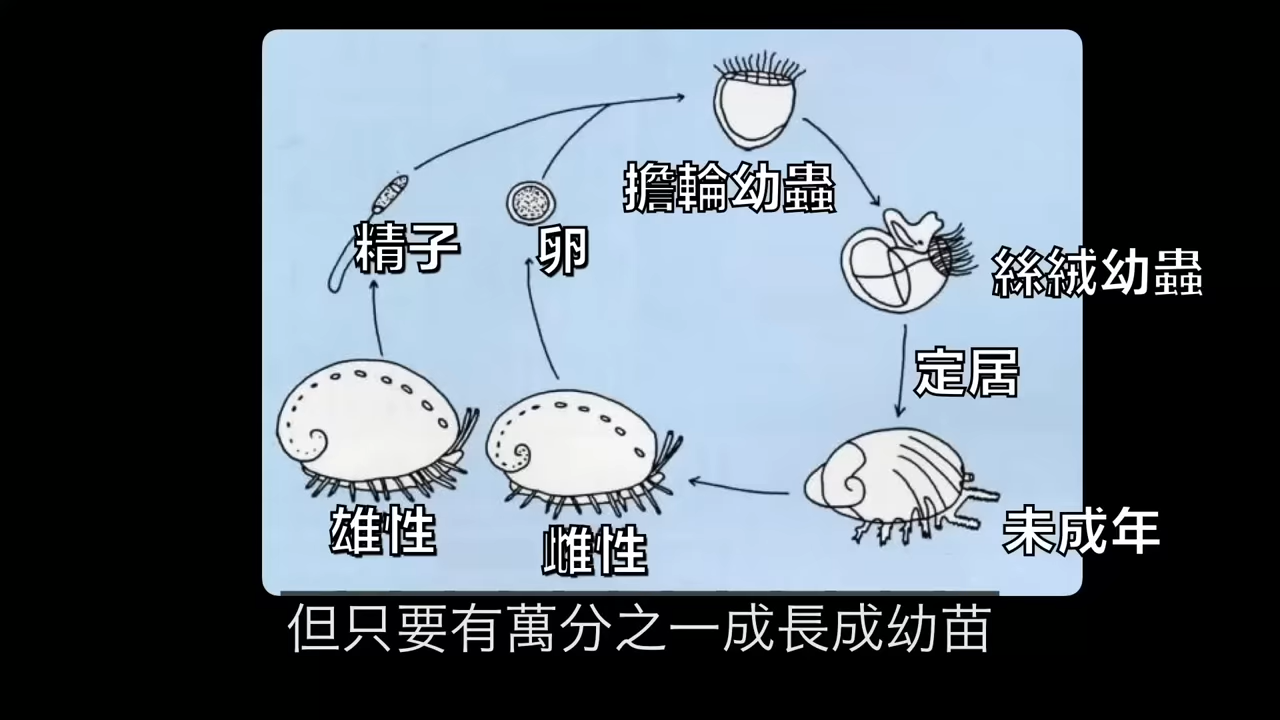 擔輪幼蟲
精子
卵
絲絨幼蟲
定居
雄性
雌性
未成年
但只要有萬分之一成長成幼苗